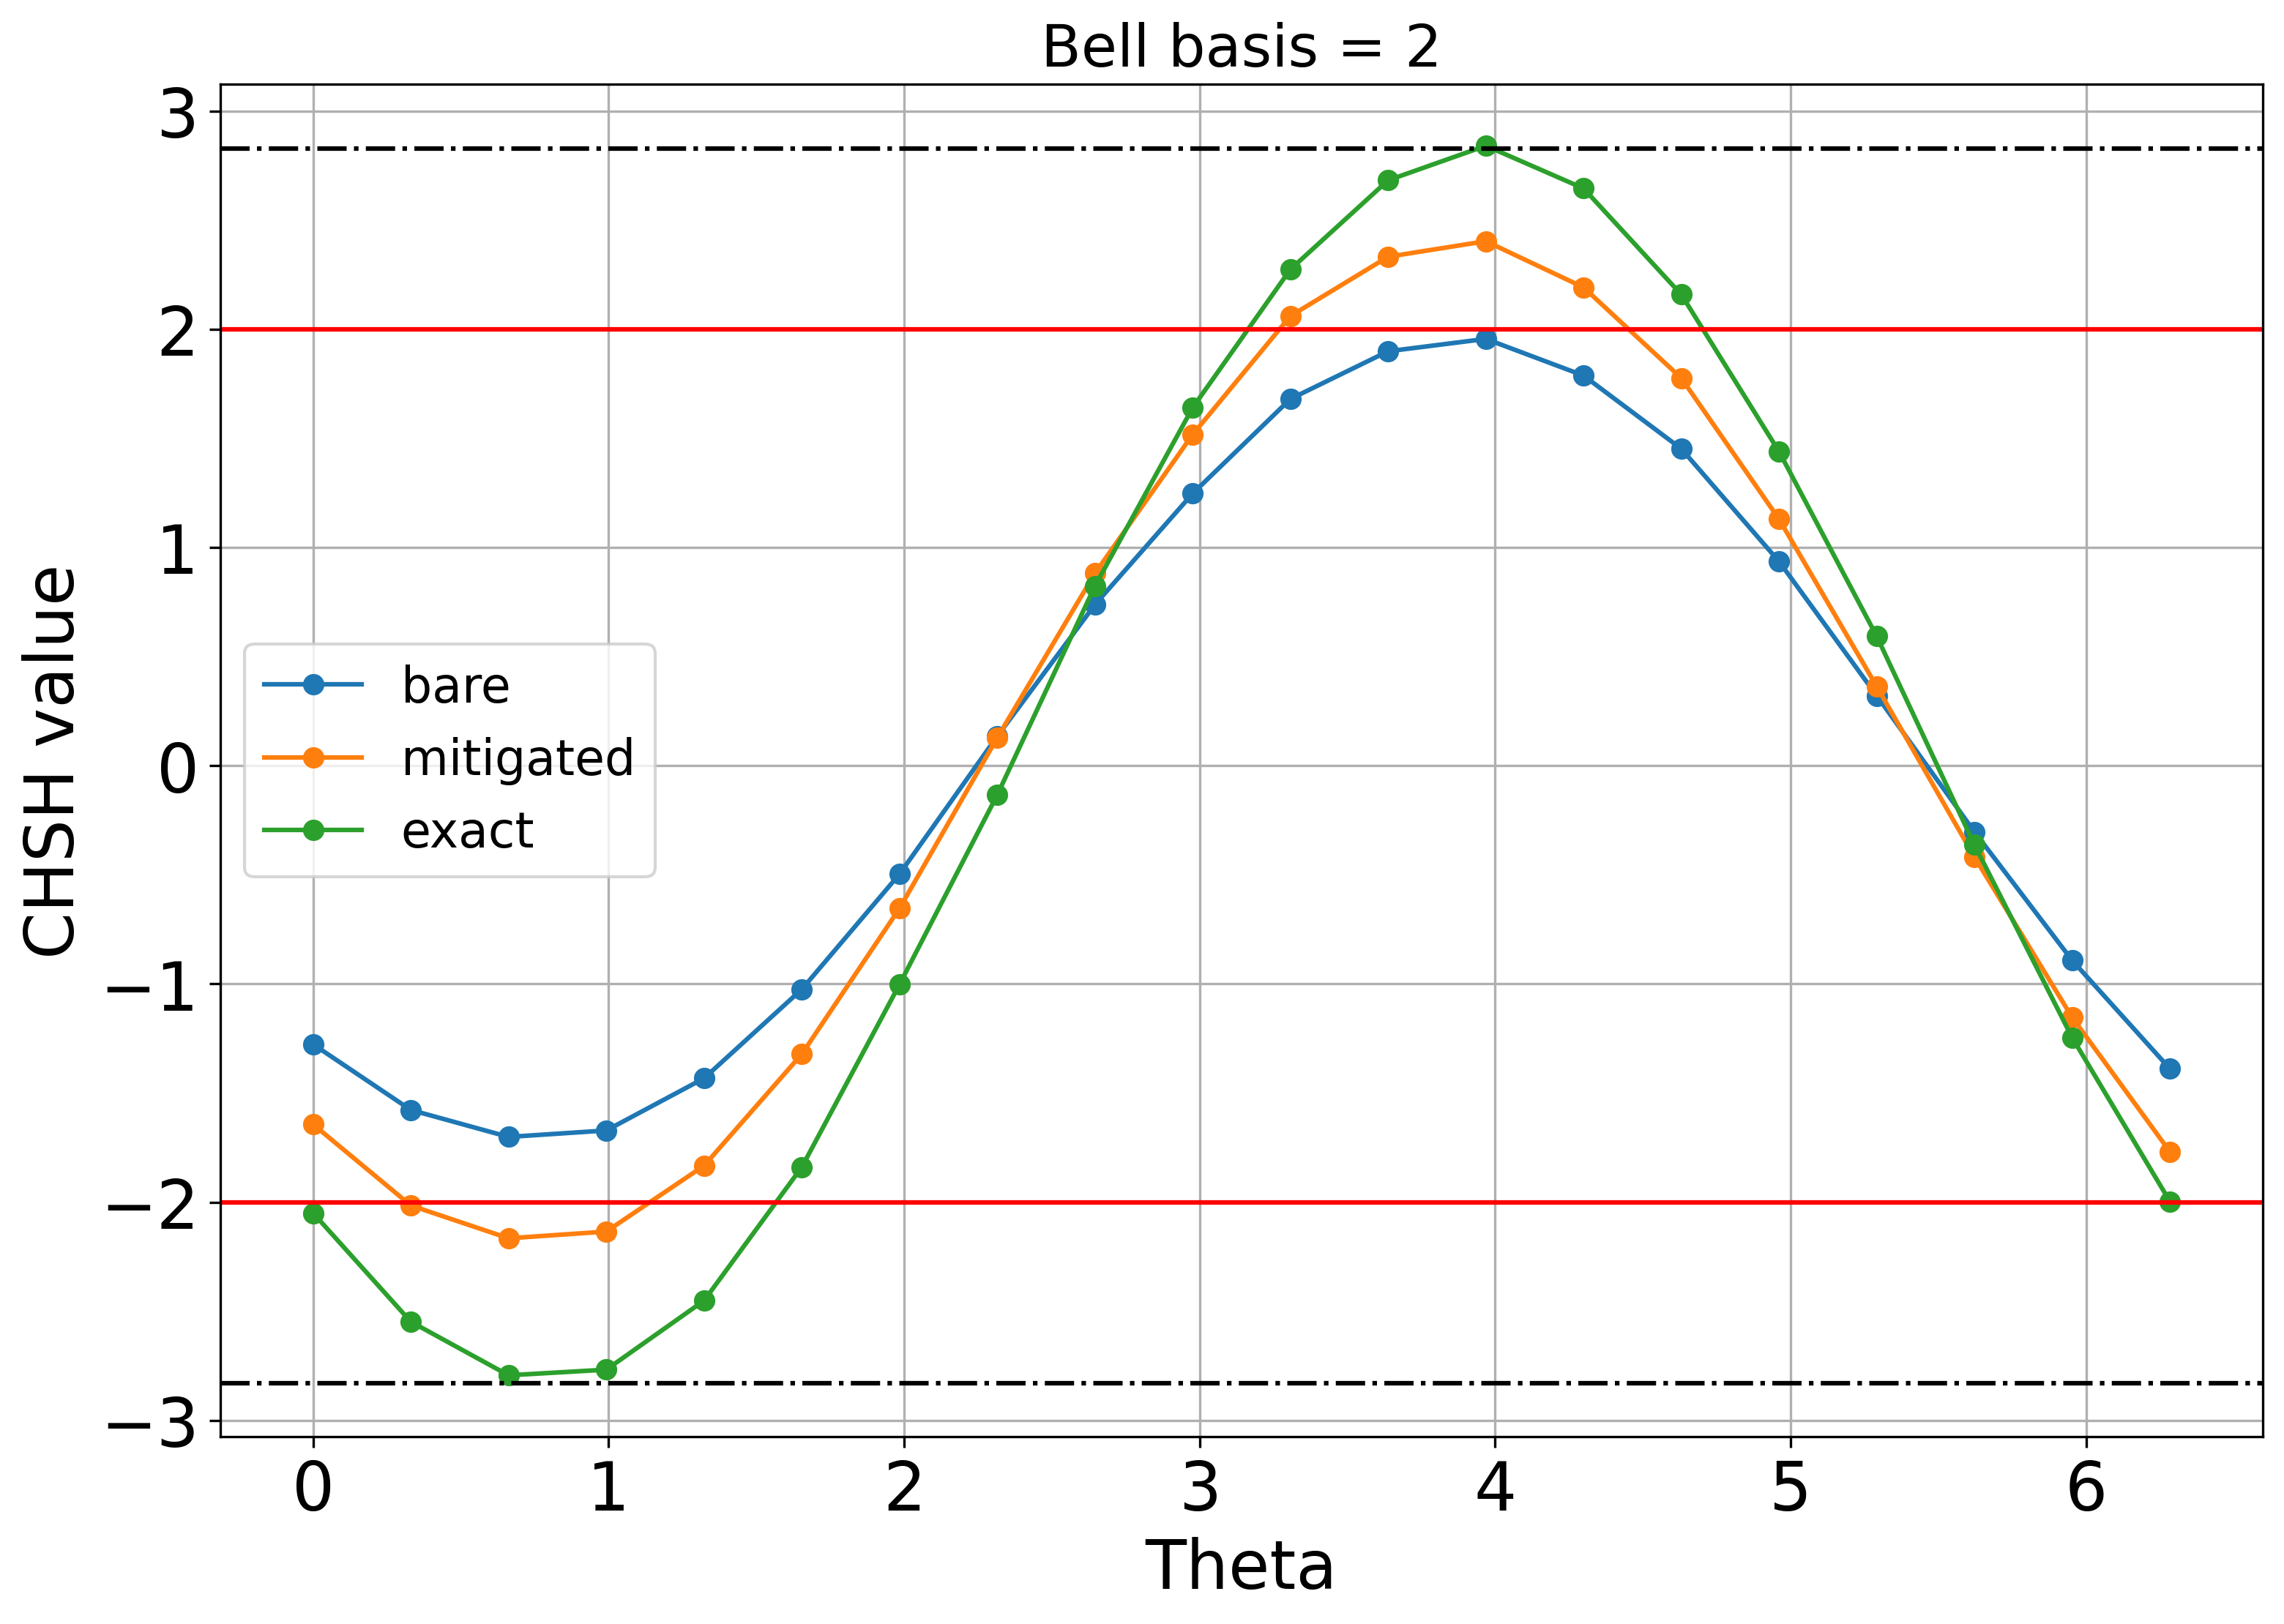 Bell basis = 2
CHSH value
3
2
1
0
−1
−2
−3
bare
mitigated
exact
0 1 2 3 4 5 6
Theta